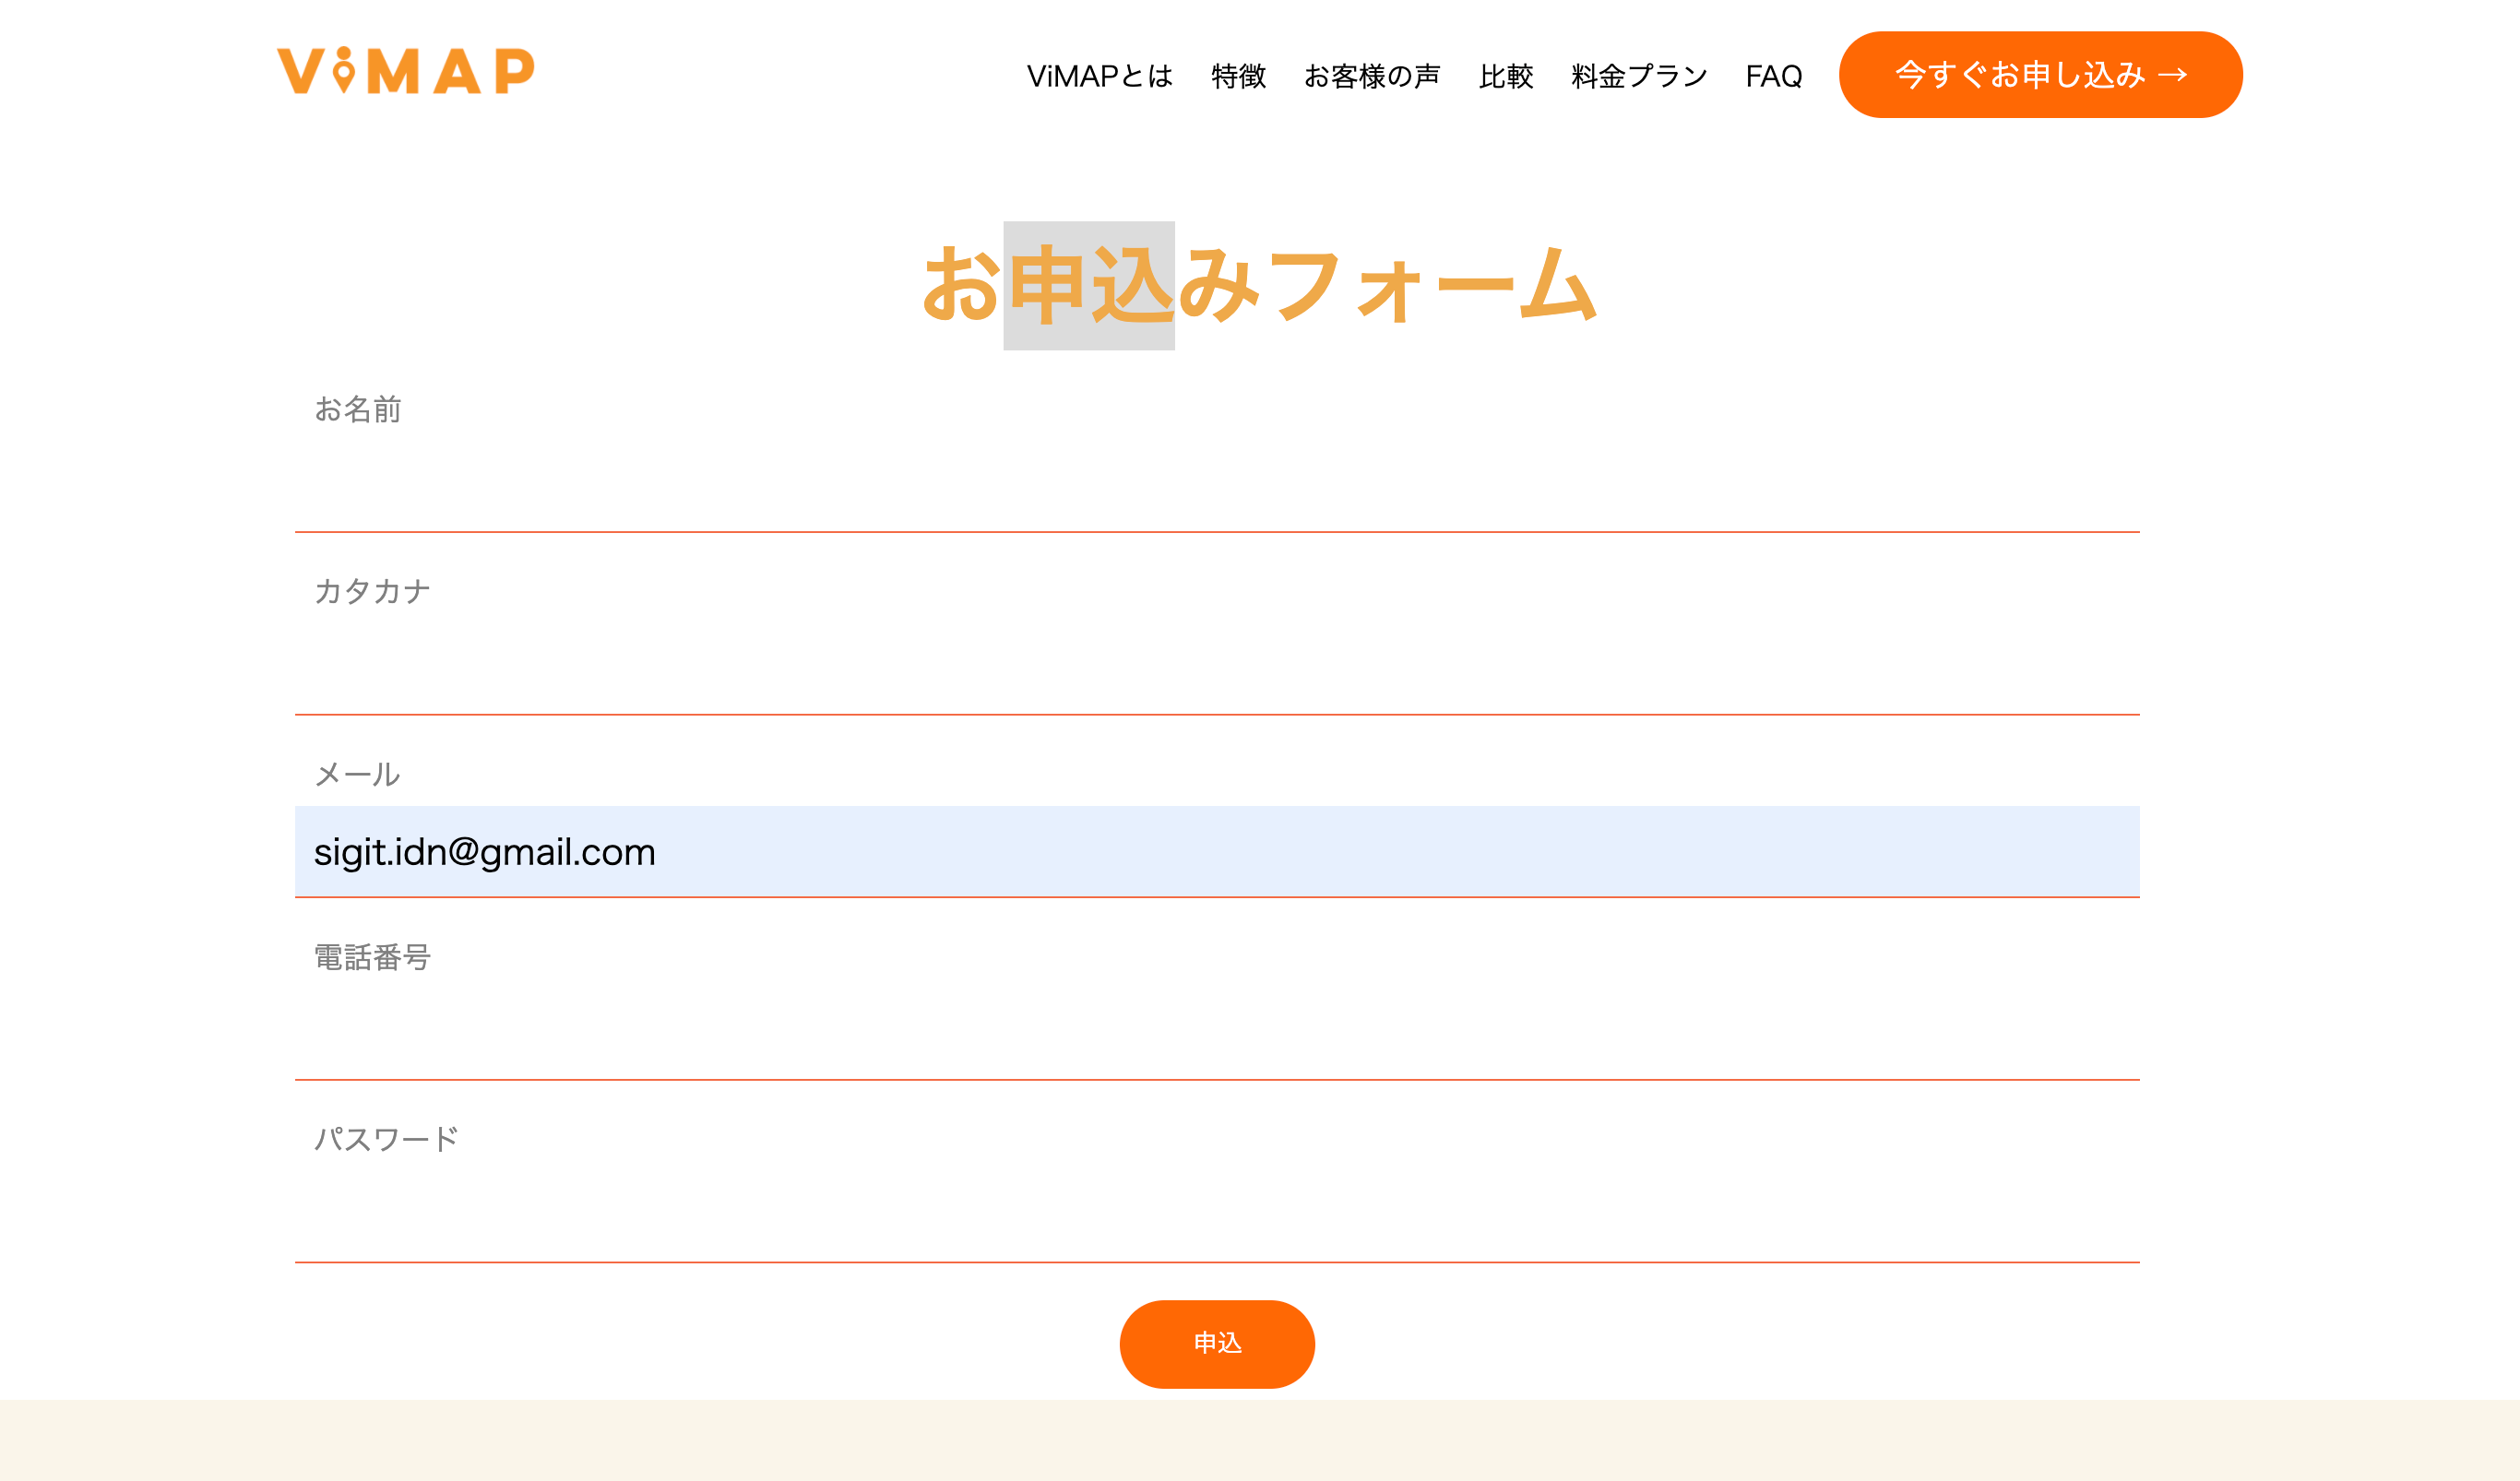 ViMAP
ViMAPとは 特徴 お客様の声 比較 料金プラン FAQ 今すぐお申し込み →
お申込みフォーム
お名前
カタカナ
メール
sigit.idn@gmail.com
電話番号
パスワード
申込